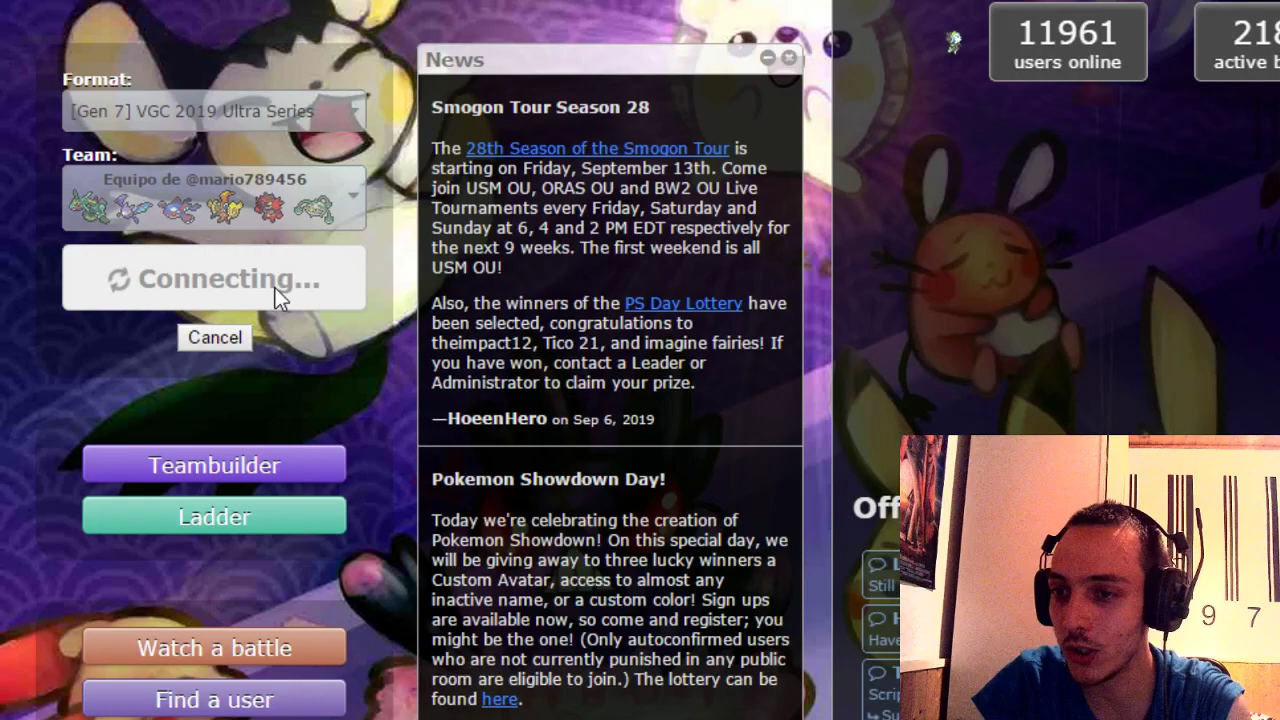 Format:
[Gen 7] VGC 2019 Ultra Series
Team:
Equipo de @mario789456
Connecting...
Cancel
Teambuilder
Ladder
Watch a battle
Find a user
News
Smogon Tour Season 28
The 28th Season of the Smogon Tour is
starting on Friday, September 13th. Come
join USM OU, ORAS OU and BW2 OU Live
Tournaments every Friday, Saturday and
Sunday at 6, 4 and 2 PM EDT respectively for
the next 9 weeks. The first weekend is all
USM OU!
Also, the winners of the PS Day Lottery have
been selected, congratulations to
theimpact12, Tico 21, and imagine fairies! If
you have won, contact a Leader or
Administrator to claim your prize.
—HoeenHero on Sep 6, 2019
Pokemon Showdown Day!
Today we're celebrating the creation of
Pokemon Showdown! On this special day, we
will be giving away to three lucky winners a
Custom Avatar, access to almost any
inactive name, or a custom color! Sign ups
are available now, so come and register; you
might be the one! (Only autoconfirmed users
who are not currently punished in any public
room are eligible to join.) The lottery can be
found here.
11961
users online
218
active b
Off
Still
Have
Scrip
9 7